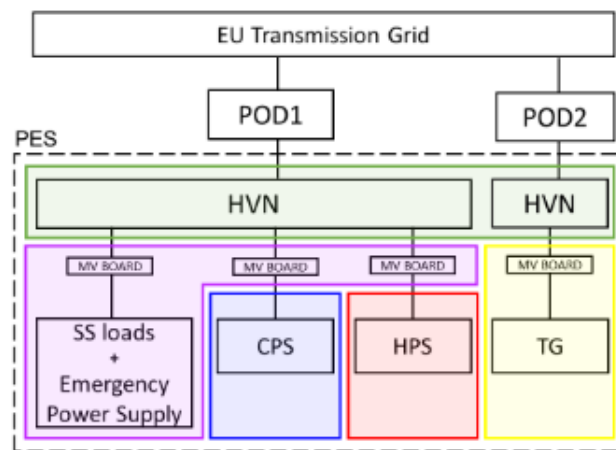 EU Transmission Grid
POD1
POD2
PES
HVN
HVN
MV BOARD
MV BOARD
MV BOARD
MV BOARD
SS loads
+
Emergency
Power Supply
CPS
HPS
TG